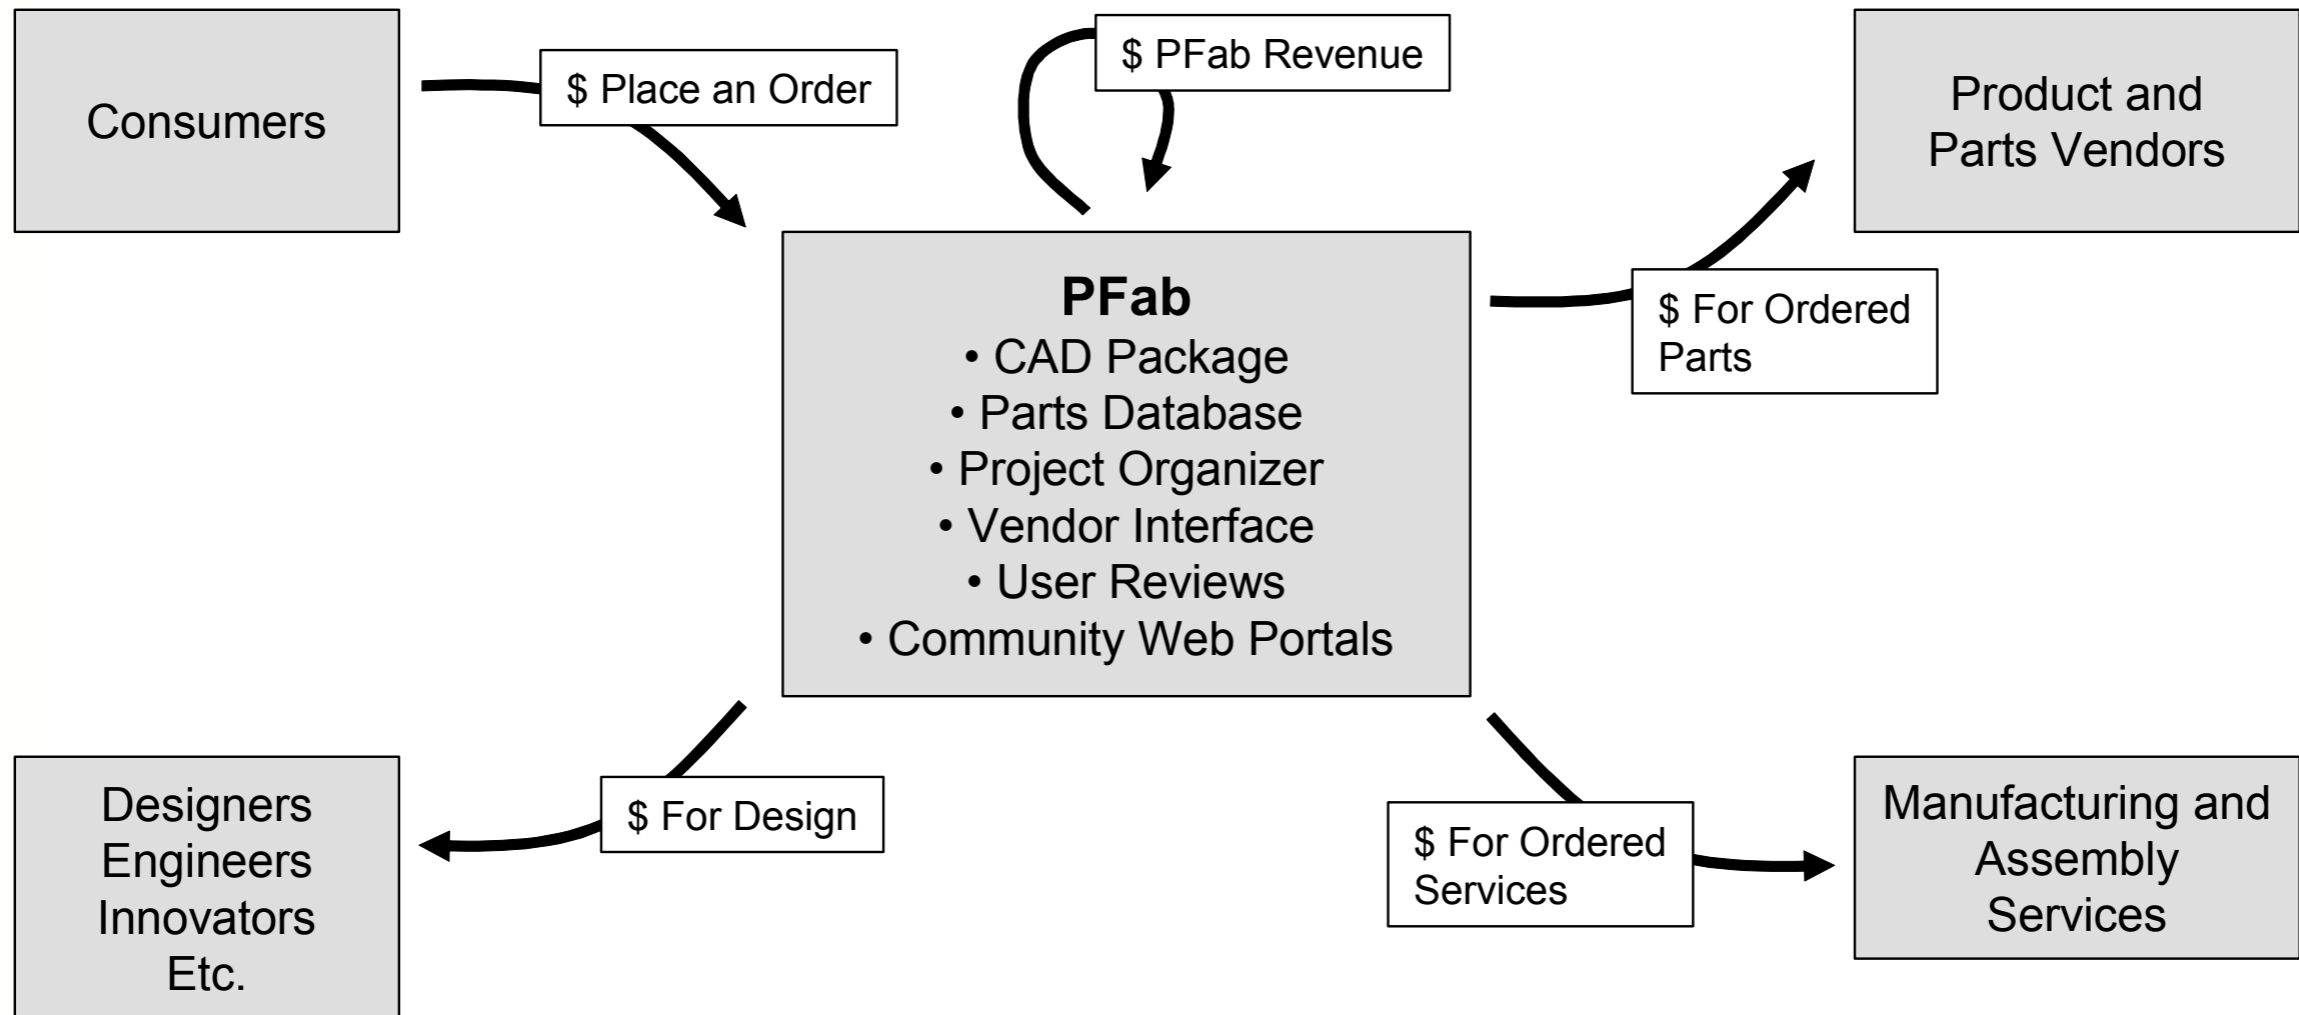 Consumers
$ Place an Order
$ PFab Revenue
Product and
Parts Vendors
PFab
• CAD Package
• Parts Database
• Project Organizer
• Vendor Interface
• User Reviews
• Community Web Portals
$ For Ordered
Parts
Designers
Engineers
Innovators
Etc.
$ For Design
$ For Ordered
Services
Manufacturing and
Assembly
Services